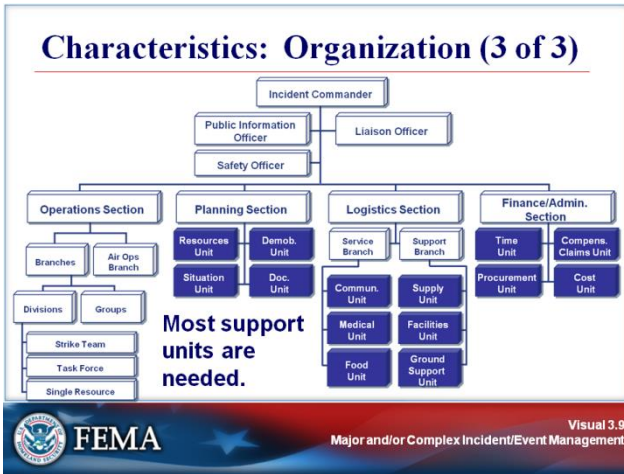 Characteristics: Organization (3 of 3)
Incident Commander
Public Information
Officer
Liaison Officer
Safety Officer
Operations Section
Planning Section
Logistics Section
Finance/Admin.
Section
Branches
Air Ops
Branch
Divisions
Groups
Strike Team
Task Force
Single Resource
Resources
Unit
Demob.
Unit
Situation
Unit
Doc.
Unit
Most support
units are
needed.
Service
Branch
Support
Branch
Commun.
Unit
Supply
Unit
Medical
Unit
Facilities
Unit
Food
Unit
Ground
Support
Unit
Time
Unit
Compens.
Claims Unit
Procurement
Unit
Cost
Unit
U.S. DEPARTMENT OF
HOMELAND SECURITY
FEMA
Visual 3.9
Major and/or Complex Incident/Event Management